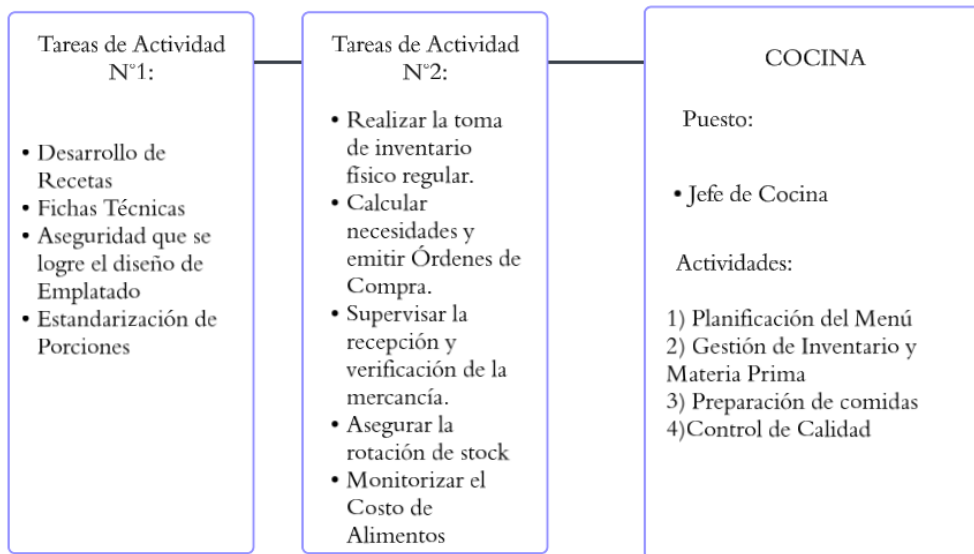 Tareas de Actividad
N°1:
• Desarrollo de
Recetas
• Fichas Técnicas
• Aseguridad que se
logre el diseño de
Emplatado
• Estandarización de
Porciones
Tareas de Actividad
N°2:
• Realizar la toma
de inventario
físico regular.
• Calcular
necesidades y
emitir Órdenes de
Compra.
• Supervisar la
recepción y
verificación de la
mercancía.
• Asegurar la
rotación de stock
• Monitorizar el
Costo de
Alimentos
COCINA
Puesto:
• Jefe de Cocina
Actividades:
1) Planificación del Menú
2) Gestión de Inventario y
Materia Prima
3) Preparación de comidas
4)Control de Calidad